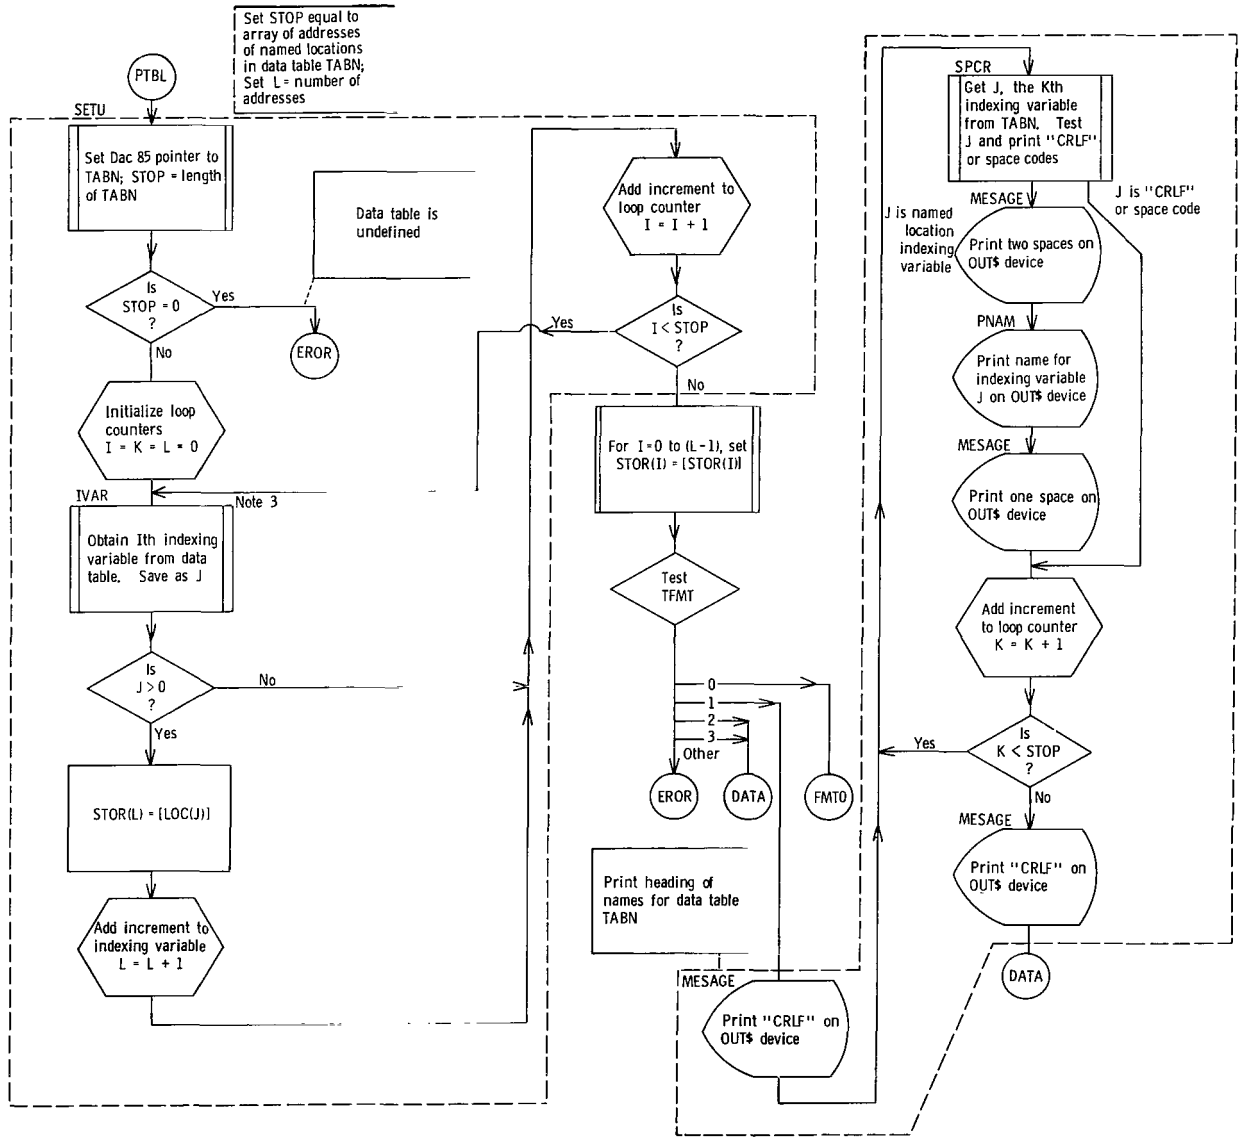 Set STOP equal to
array of addresses
of named locations
in data table TABN;
Set L= number of
addresses
PTBL
SETU
Set Dac 85 pointer to
TABN; STOP = length
of TABN
Is
STOP = 0
?
Yes
No
Data table is
undefined
EROR
Initialize loop
counters
I = K = L = 0
IVAR
Note 3
Obtain Ith indexing
variable from data
table. Save as J
Is
J > 0
?
No
Yes
STOR(L) = [LOC(J)]
Add increment to
indexing variable
L = L + 1
Add increment to
loop counter
I = I + 1
Is
I < STOP
?
Yes
No
For I=0 to (L-1), set
STOR(I) = [STOR(I)]
Test
TFMT
0
1
2
3
Other
EROR
DATA
FMT0
Print heading of
names for data table
TABN
MESAGE
Print "CRLF" on
OUT$ device
SPCR
Get J, the Kth
indexing variable
from TABN. Test
J and print "CRLF"
or space codes
J is "CRLF"
or space code
MESAGE
J is named
location
indexing
variable
Print two spaces on
OUT$ device
PNAM
Print name for
indexing variable
J on OUT$ device
MESAGE
Print one space on
OUT$ device
Add increment
to loop counter
K = K + 1
Is
K < STOP
?
Yes
No
MESAGE
Print "CRLF" on
OUT$ device
DATA